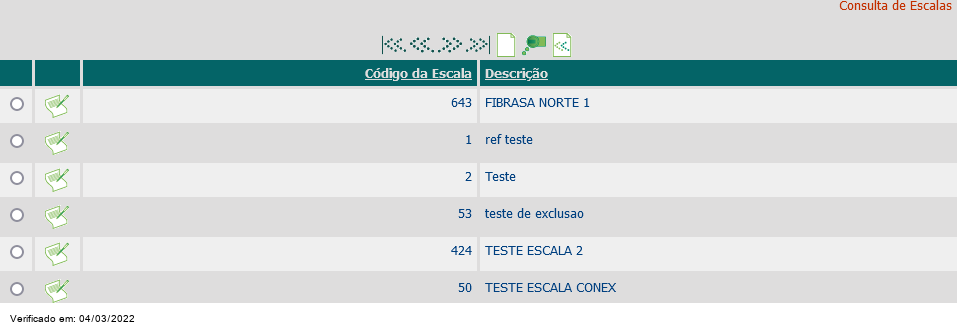 Consulta de Escalas
Código da Escala Descrição
643 FIBRASA NORTE 1
1 ref teste
2 Teste
53 teste de exclusao
424 TESTE ESCALA 2
50 TESTE ESCALA CONEX
Verificado em: 04/03/2022